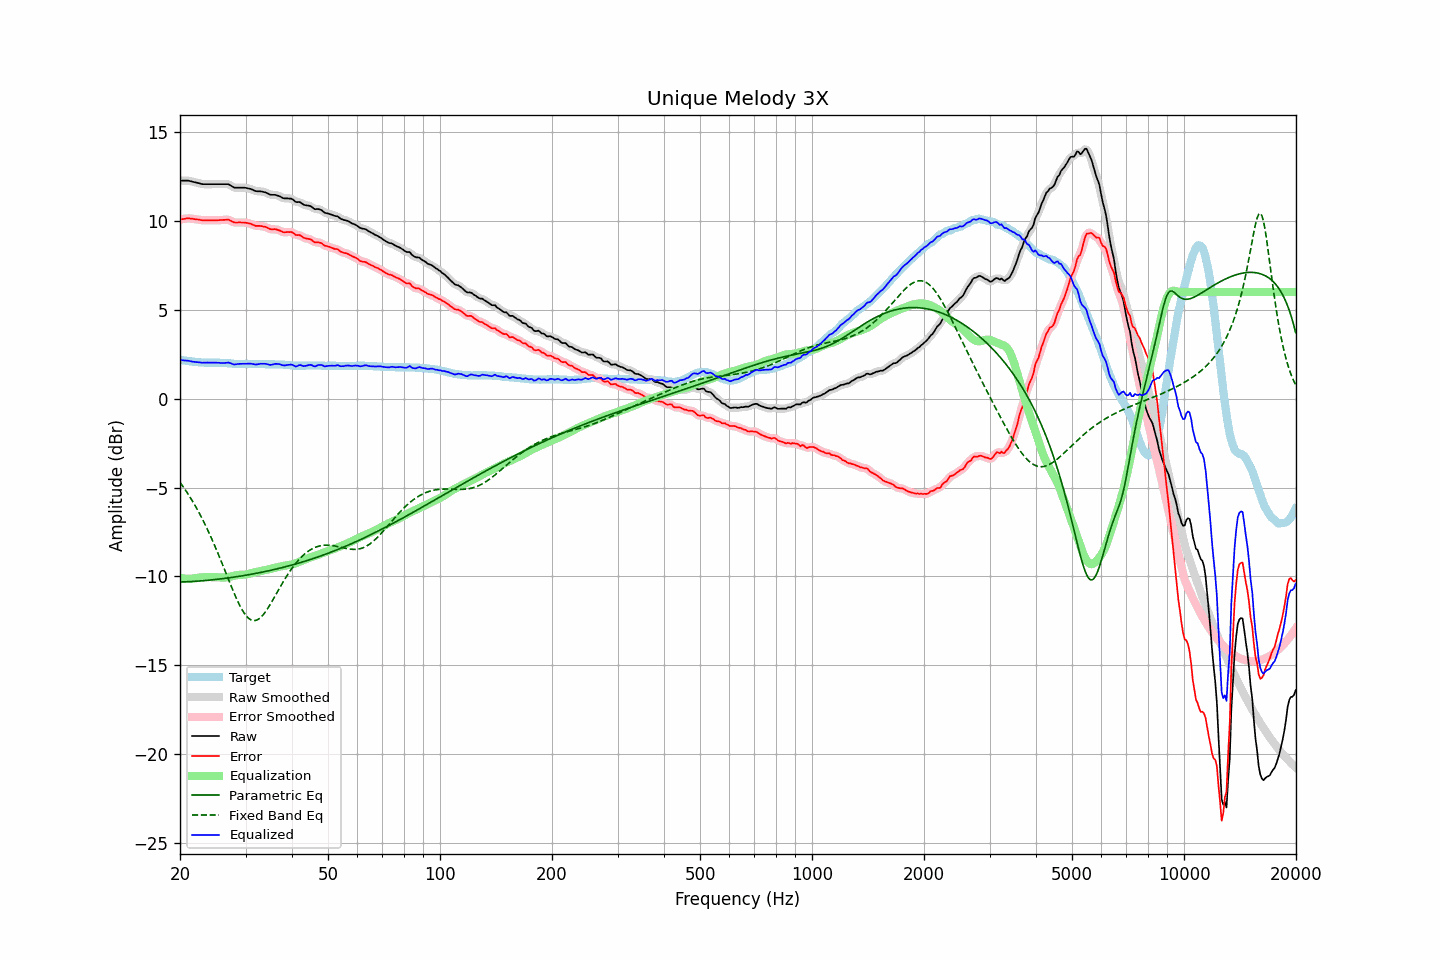 Unique Melody 3X
15
10
5
0
−5
−10
−15
−20
−25
Amplitude (dBr)
Target
Raw Smoothed
Error Smoothed
Raw
Error
Equalization
Parametric Eq
Fixed Band Eq
Equalized
20 50 100 200 500 1000 2000 5000 10000 20000
Frequency (Hz)